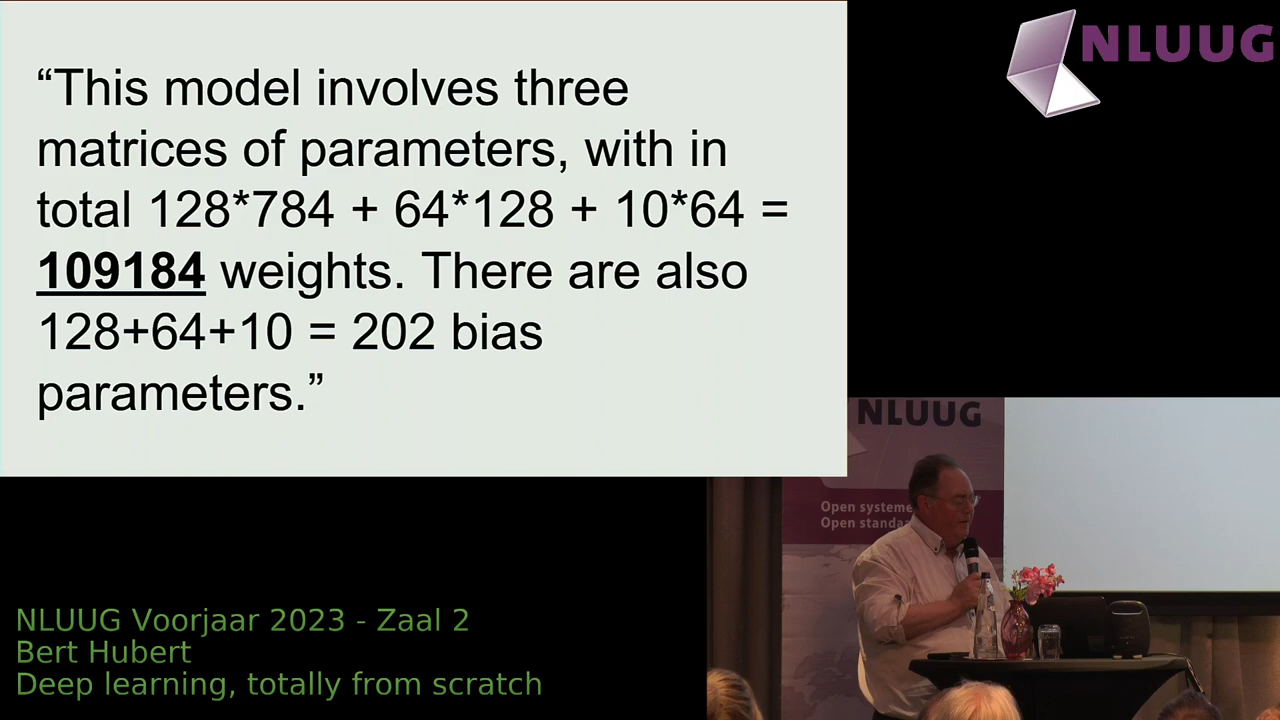 “This model involves three
matrices of parameters, with in
total 128*784 + 64*128 + 10*64 =
109184 weights. There are also
128+64+10 = 202 bias
parameters.”
NLUUG
NLUUG
Open systeme
Open standa
NLUUG Voorjaar 2023 - Zaal 2
Bert Hubert
Deep learning, totally from scratch